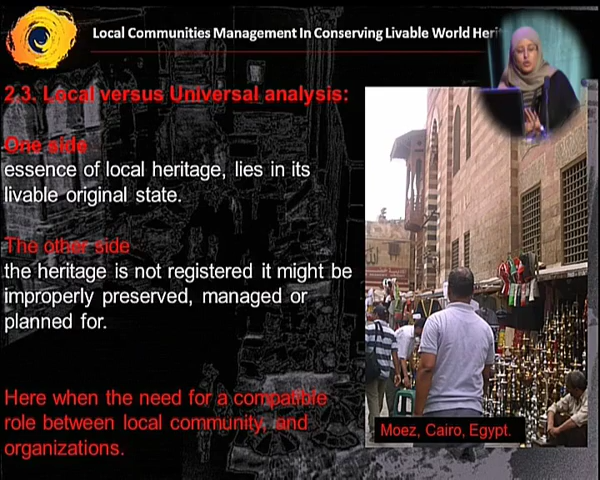 Local Communities Management In Conserving Livable World Heri
2.3. Local versus Universal analysis:
One side
essence of local heritage, lies in its
livable original state.
The other side
the heritage is not registered it might be
improperly preserved, managed or
planned for.
Here when the need for a compatible
role between local community, and
organizations.
Moez, Cairo, Egypt.